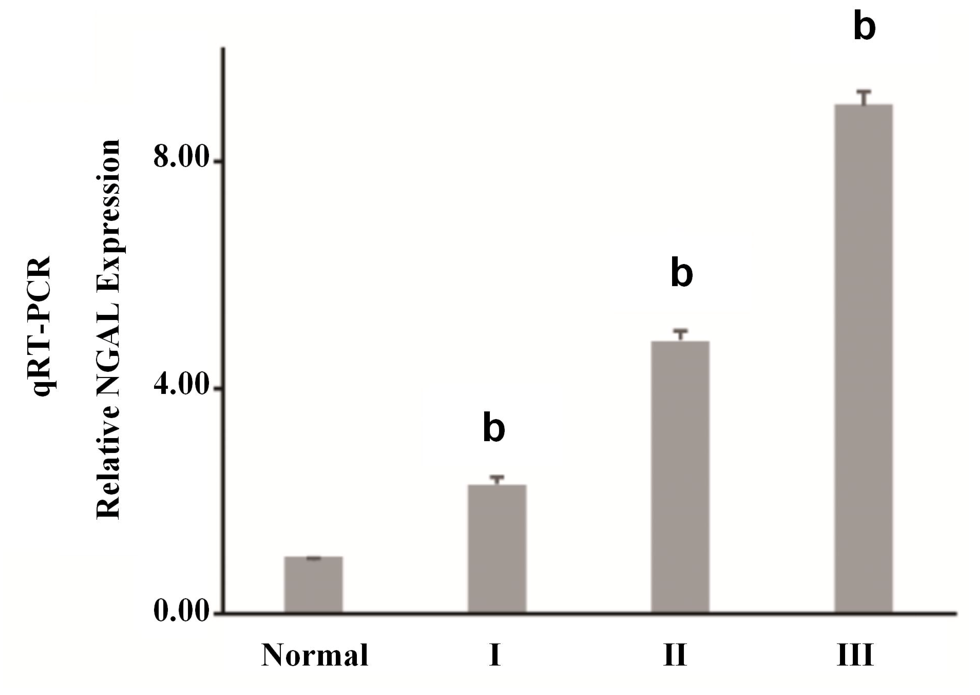 qRT-PCR
Relative NGAL Expression
8.00
4.00
0.00
b
b
b
Normal
I
II
III